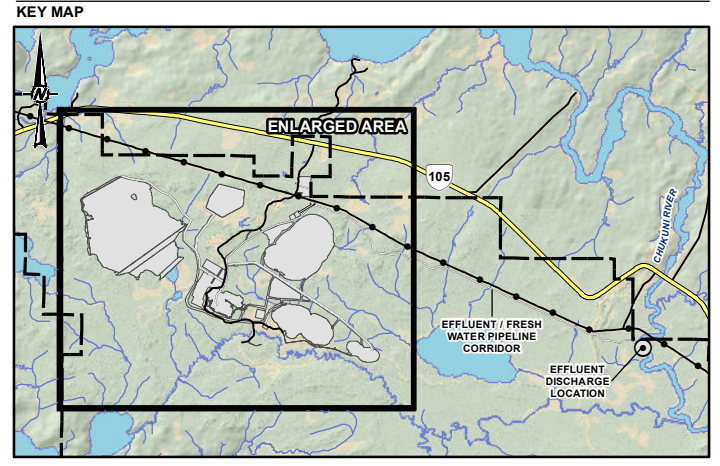 KEY MAP
N
ENLARGED AREA
105
CHUKUNI RIVER
EFFLUENT / FRESH
WATER PIPELINE
CORRIDOR
EFFLUENT
DISCHARGE
LOCATION